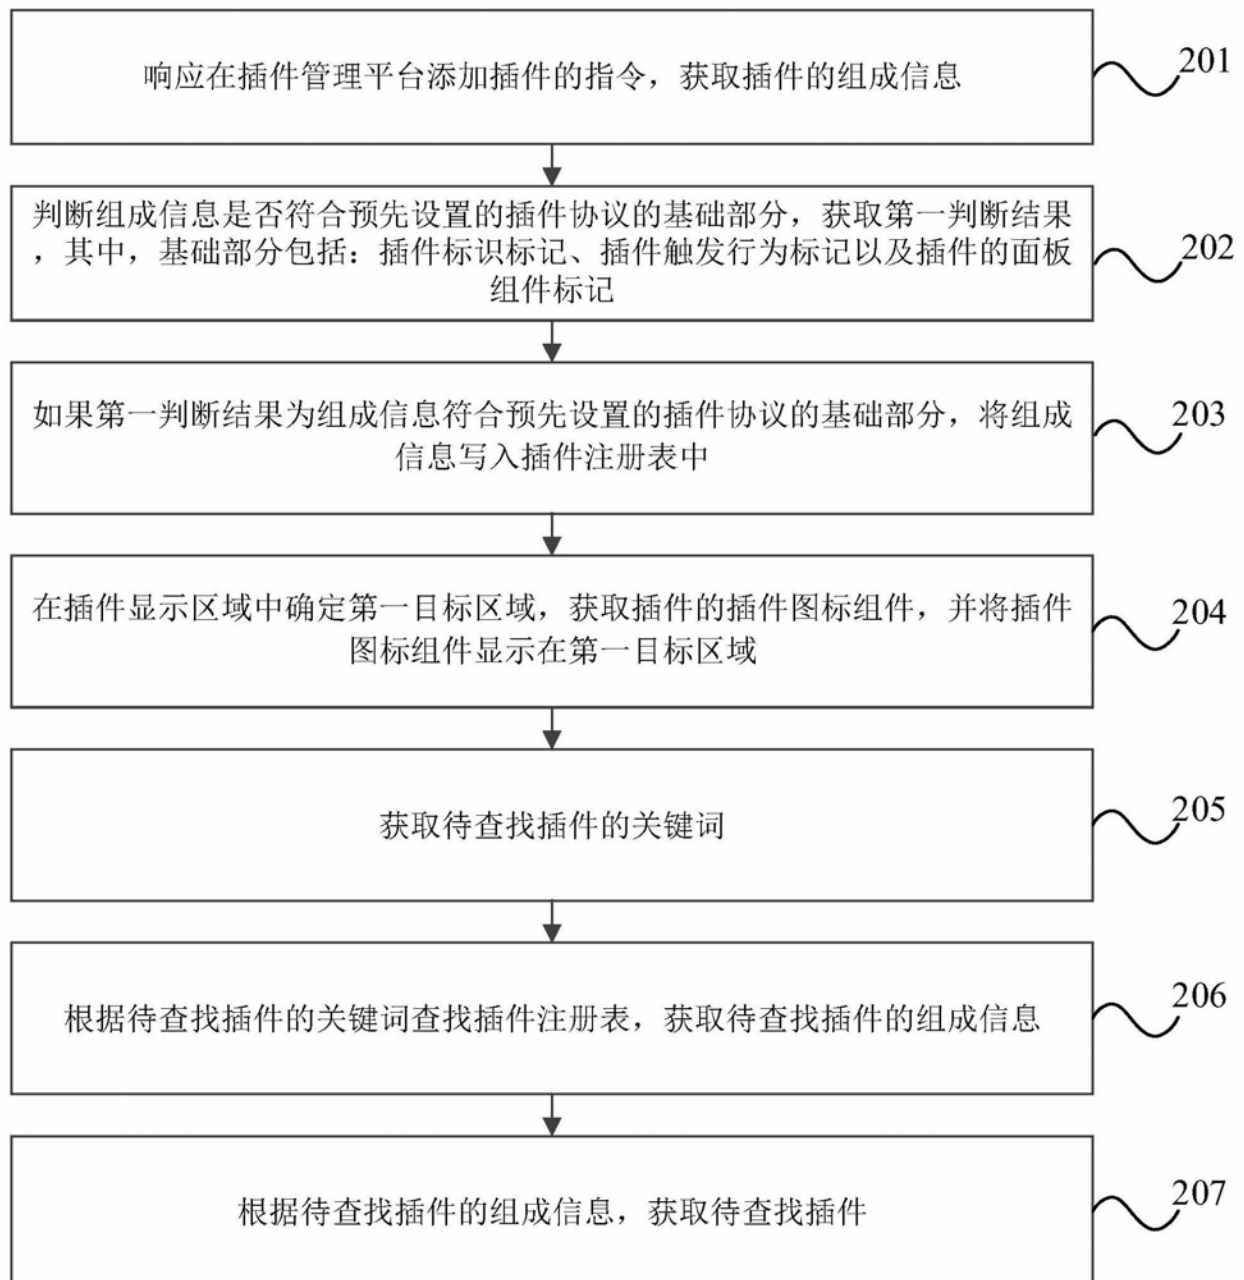 响应在插件管理平台添加插件的指令，获取插件的组成信息
201
判断组成信息是否符合预先设置的插件协议的基础部分，获取第一判断结果
，其中，基础部分包括：插件标识标记、插件触发行为标记以及插件的面板
组件标记
202
如果第一判断结果为组成信息符合预先设置的插件协议的基础部分，将组成
信息写入插件注册表中
203
在插件显示区域中确定第一目标区域，获取插件的插件图标组件，并将插件
图标组件显示在第一目标区域
204
获取待查找插件的关键词
205
根据待查找插件的关键词查找插件注册表，获取待查找插件的组成信息
206
根据待查找插件的组成信息，获取待查找插件
207